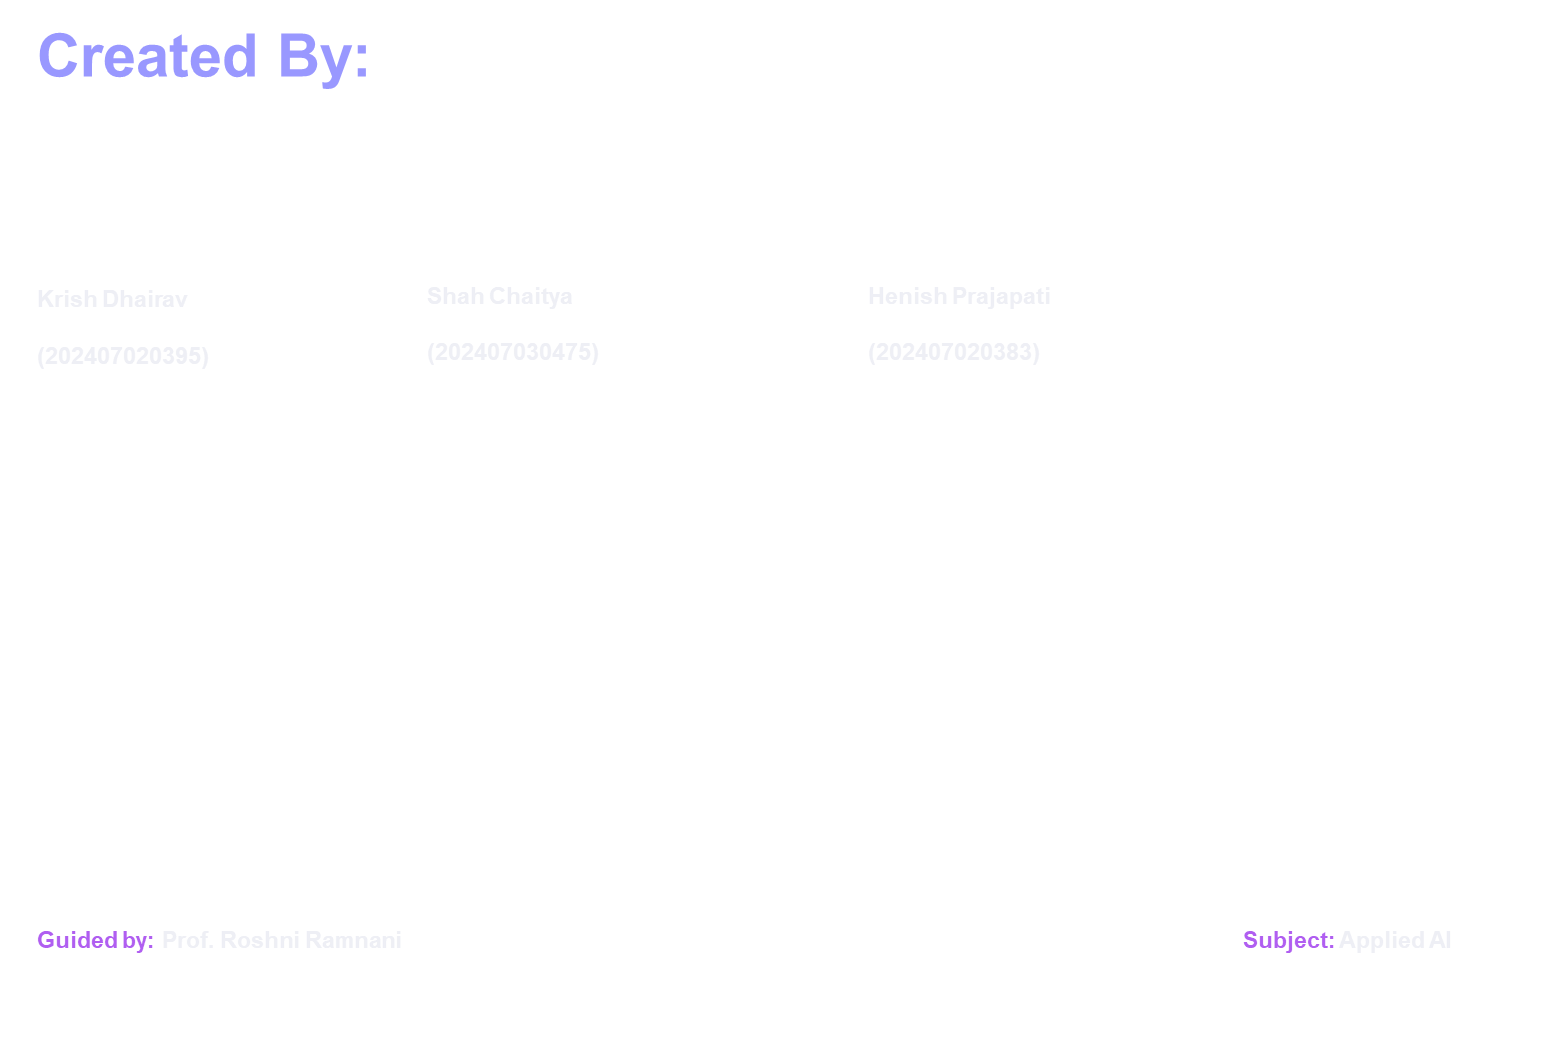 Created By:
Krish Dhairav
(202407020395)
Shah Chaitya
(202407030475)
Henish Prajapati
(202407020383)
Guided by: Prof. Roshni Ramnani
Subject: Applied AI